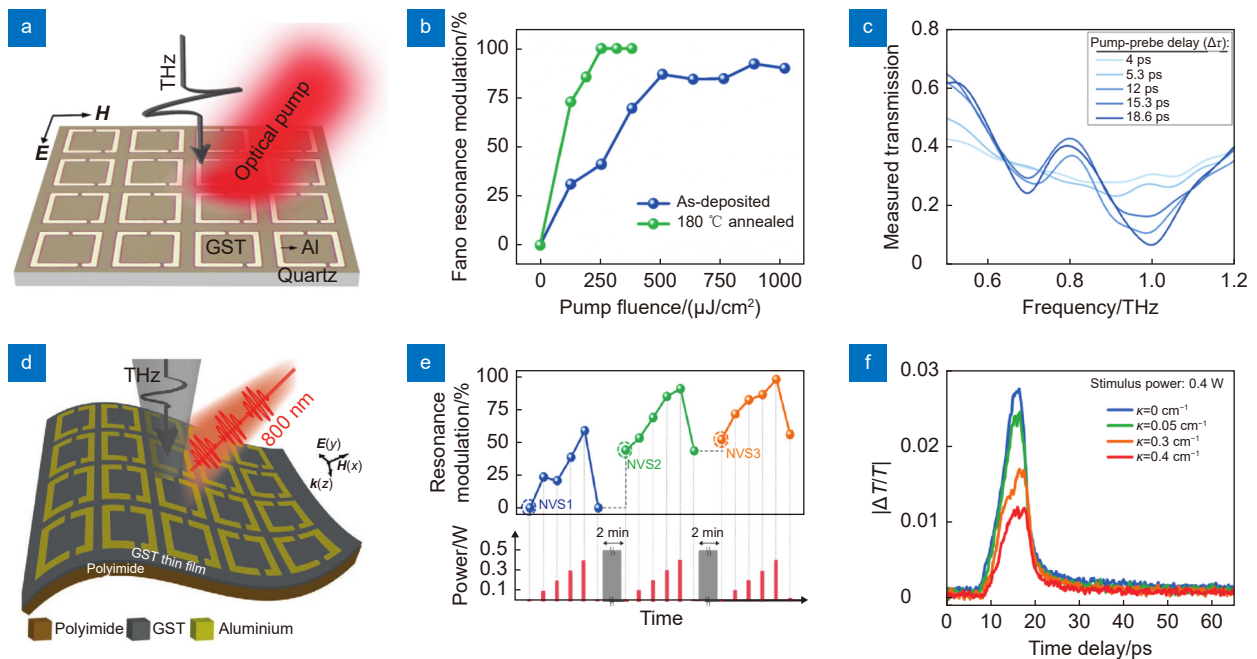 a
THz
Optical pump
H
E
GST
Al
Quartz
b
Fano resonance modulation/%
100
75
50
25
0
As-deposited
180 ℃ annealed
0
250
500
750
1000
Pump fluence/(μJ/cm²)
c
Measured transmission
0.8
0.6
0.4
0.2
0
Pump-prebe delay (Δτ):
4 ps
5.3 ps
12 ps
15.3 ps
18.6 ps
0.6
0.8
1.0
1.2
Frequency/THz
d
THz
800 nm
E(y)
H(x)
k(z)
GST thin film
Polyimide
Polyimide
GST
Aluminium
e
Resonance
modulation/%
100
75
50
25
0
NVS1
NVS2
NVS3
2 min
2 min
Power/W
0.5
0.3
0.1
Time
f
|ΔT/T|
0.03
0.02
0.01
0
Stimulus power: 0.4 W
κ=0 cm⁻¹
κ=0.05 cm⁻¹
κ=0.3 cm⁻¹
κ=0.4 cm⁻¹
0
10
20
30
40
50
60
Time delay/ps